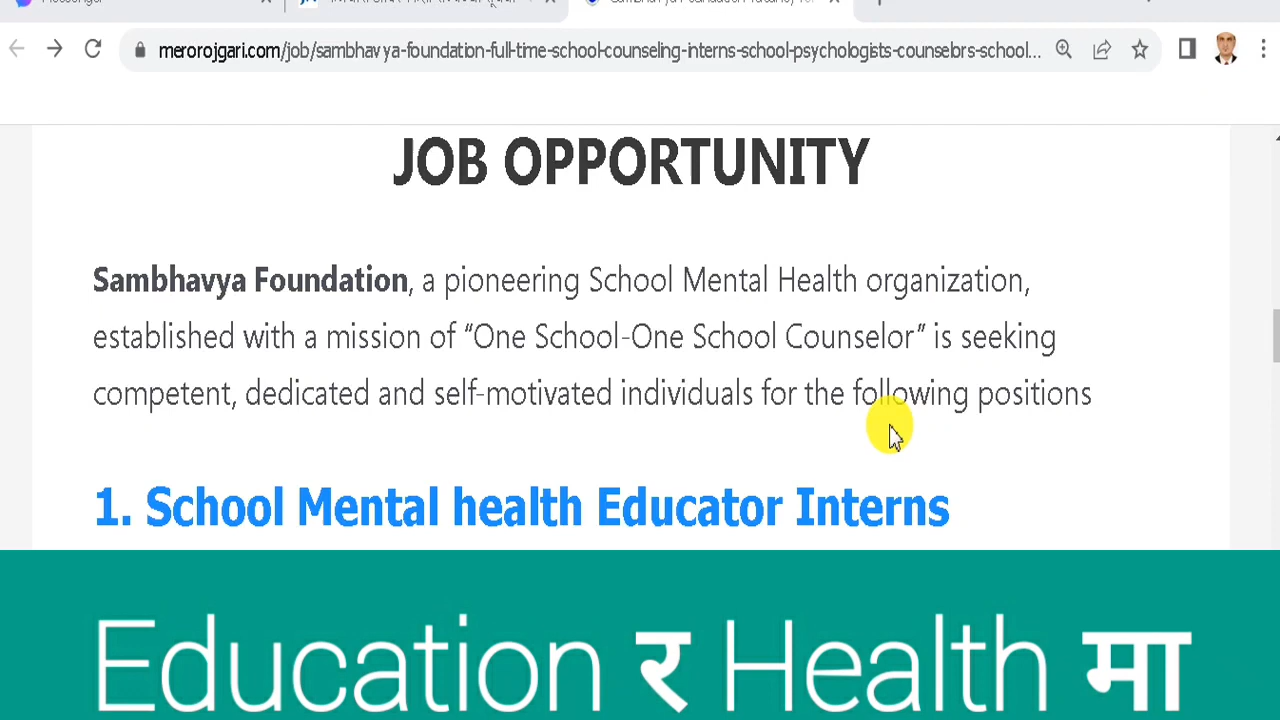 merorojgari.com/job/sambhavya-foundation-full-time-school-counseling-interns-school-psychologists-counsebrs-school...
JOB OPPORTUNITY
Sambhavya Foundation, a pioneering School Mental Health organization,
established with a mission of “One School-One School Counselor” is seeking
competent, dedicated and self-motivated individuals for the following positions
1. School Mental health Educator Interns
Education र Health मा